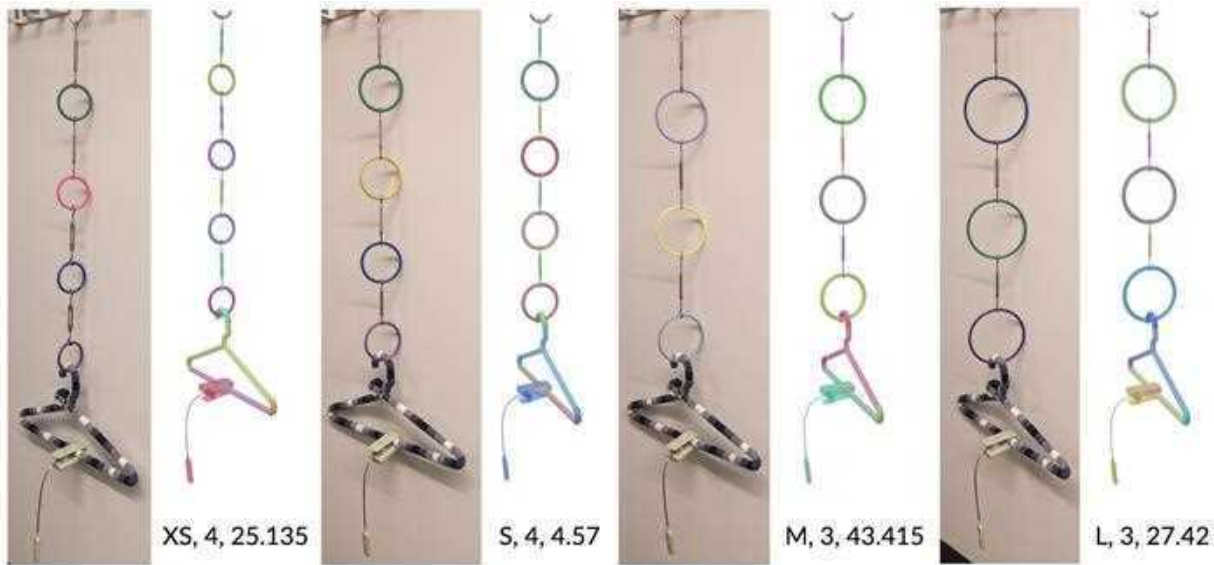 XS, 4, 25.135
S, 4, 4.57
M, 3, 43.415
L, 3, 27.42